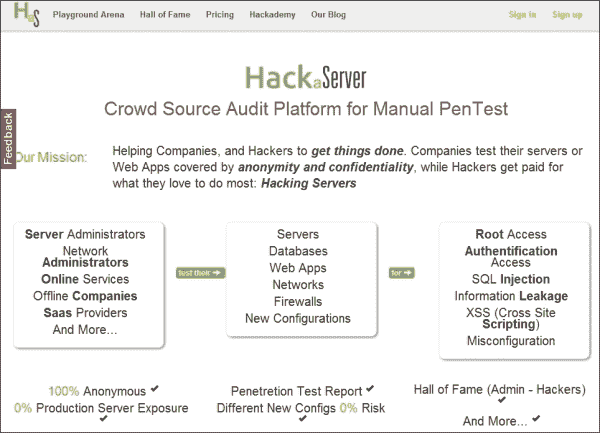 HaS Playground Arena Hall of Fame Pricing Hackademy Our Blog Sign in Sign up
HackaServer
Crowd Source Audit Platform for Manual PenTest
Feedback
Our Mission:
Helping Companies, and Hackers to get things done. Companies test their servers or
Web Apps covered by anonymity and confidentiality, while Hackers get paid for
what they love to do most: Hacking Servers
Server Administrators
Network
Administrators
Online Services
Offline Companies
Saas Providers
And More...
test their
Servers
Databases
Web Apps
Networks
Firewalls
New Configurations
for
Root Access
Authentification
Access
SQL Injection
Information Leakage
XSS (Cross Site
Scripting)
Misconfiguration
100% Anonymous
0% Production Server Exposure
Penetretion Test Report
Different New Configs 0% Risk
Hall of Fame (Admin - Hackers)
And More...